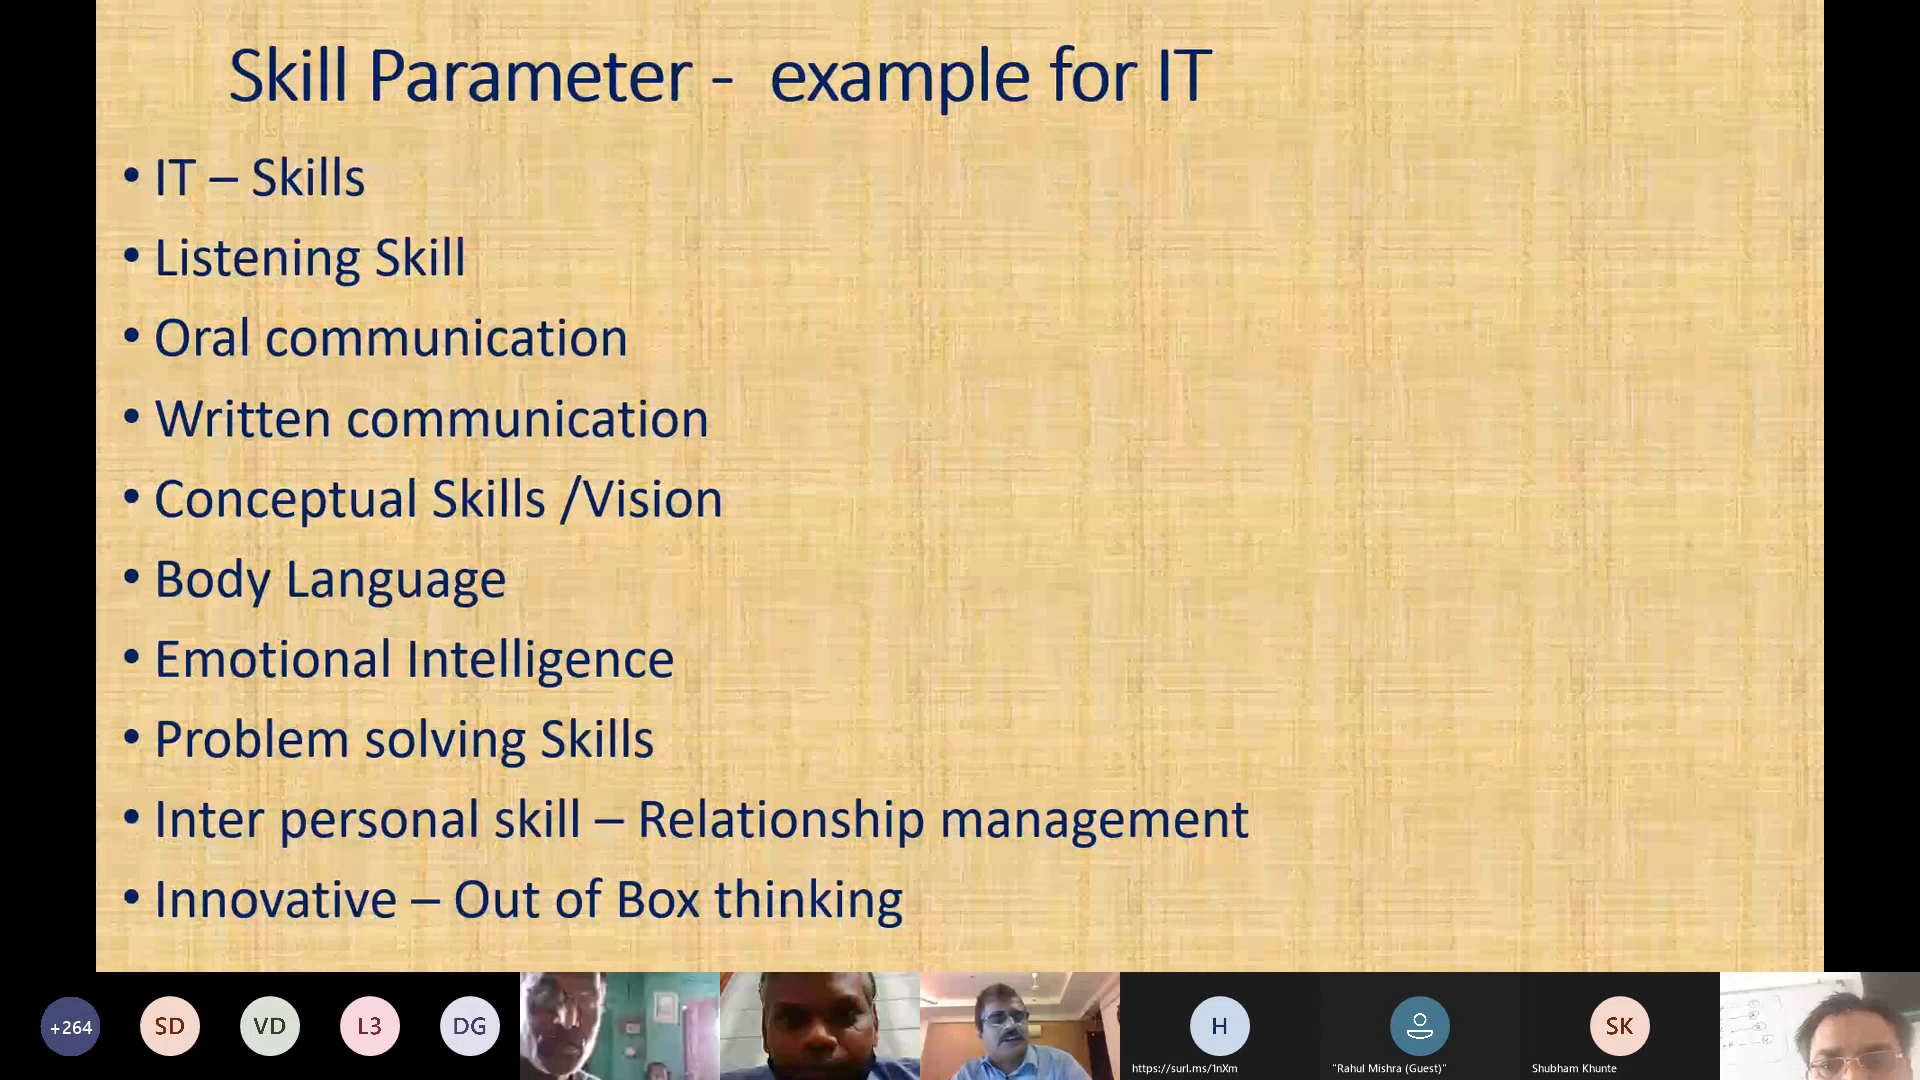 Skill Parameter - example for IT
• IT – Skills
• Listening Skill
• Oral communication
• Written communication
• Conceptual Skills /Vision
• Body Language
• Emotional Intelligence
• Problem solving Skills
• Inter personal skill – Relationship management
• Innovative – Out of Box thinking
+264 SD VD L3 DG H SK
https://surl.ms/1nXm "Rahul Mishra (Guest)" Shubham Khunte